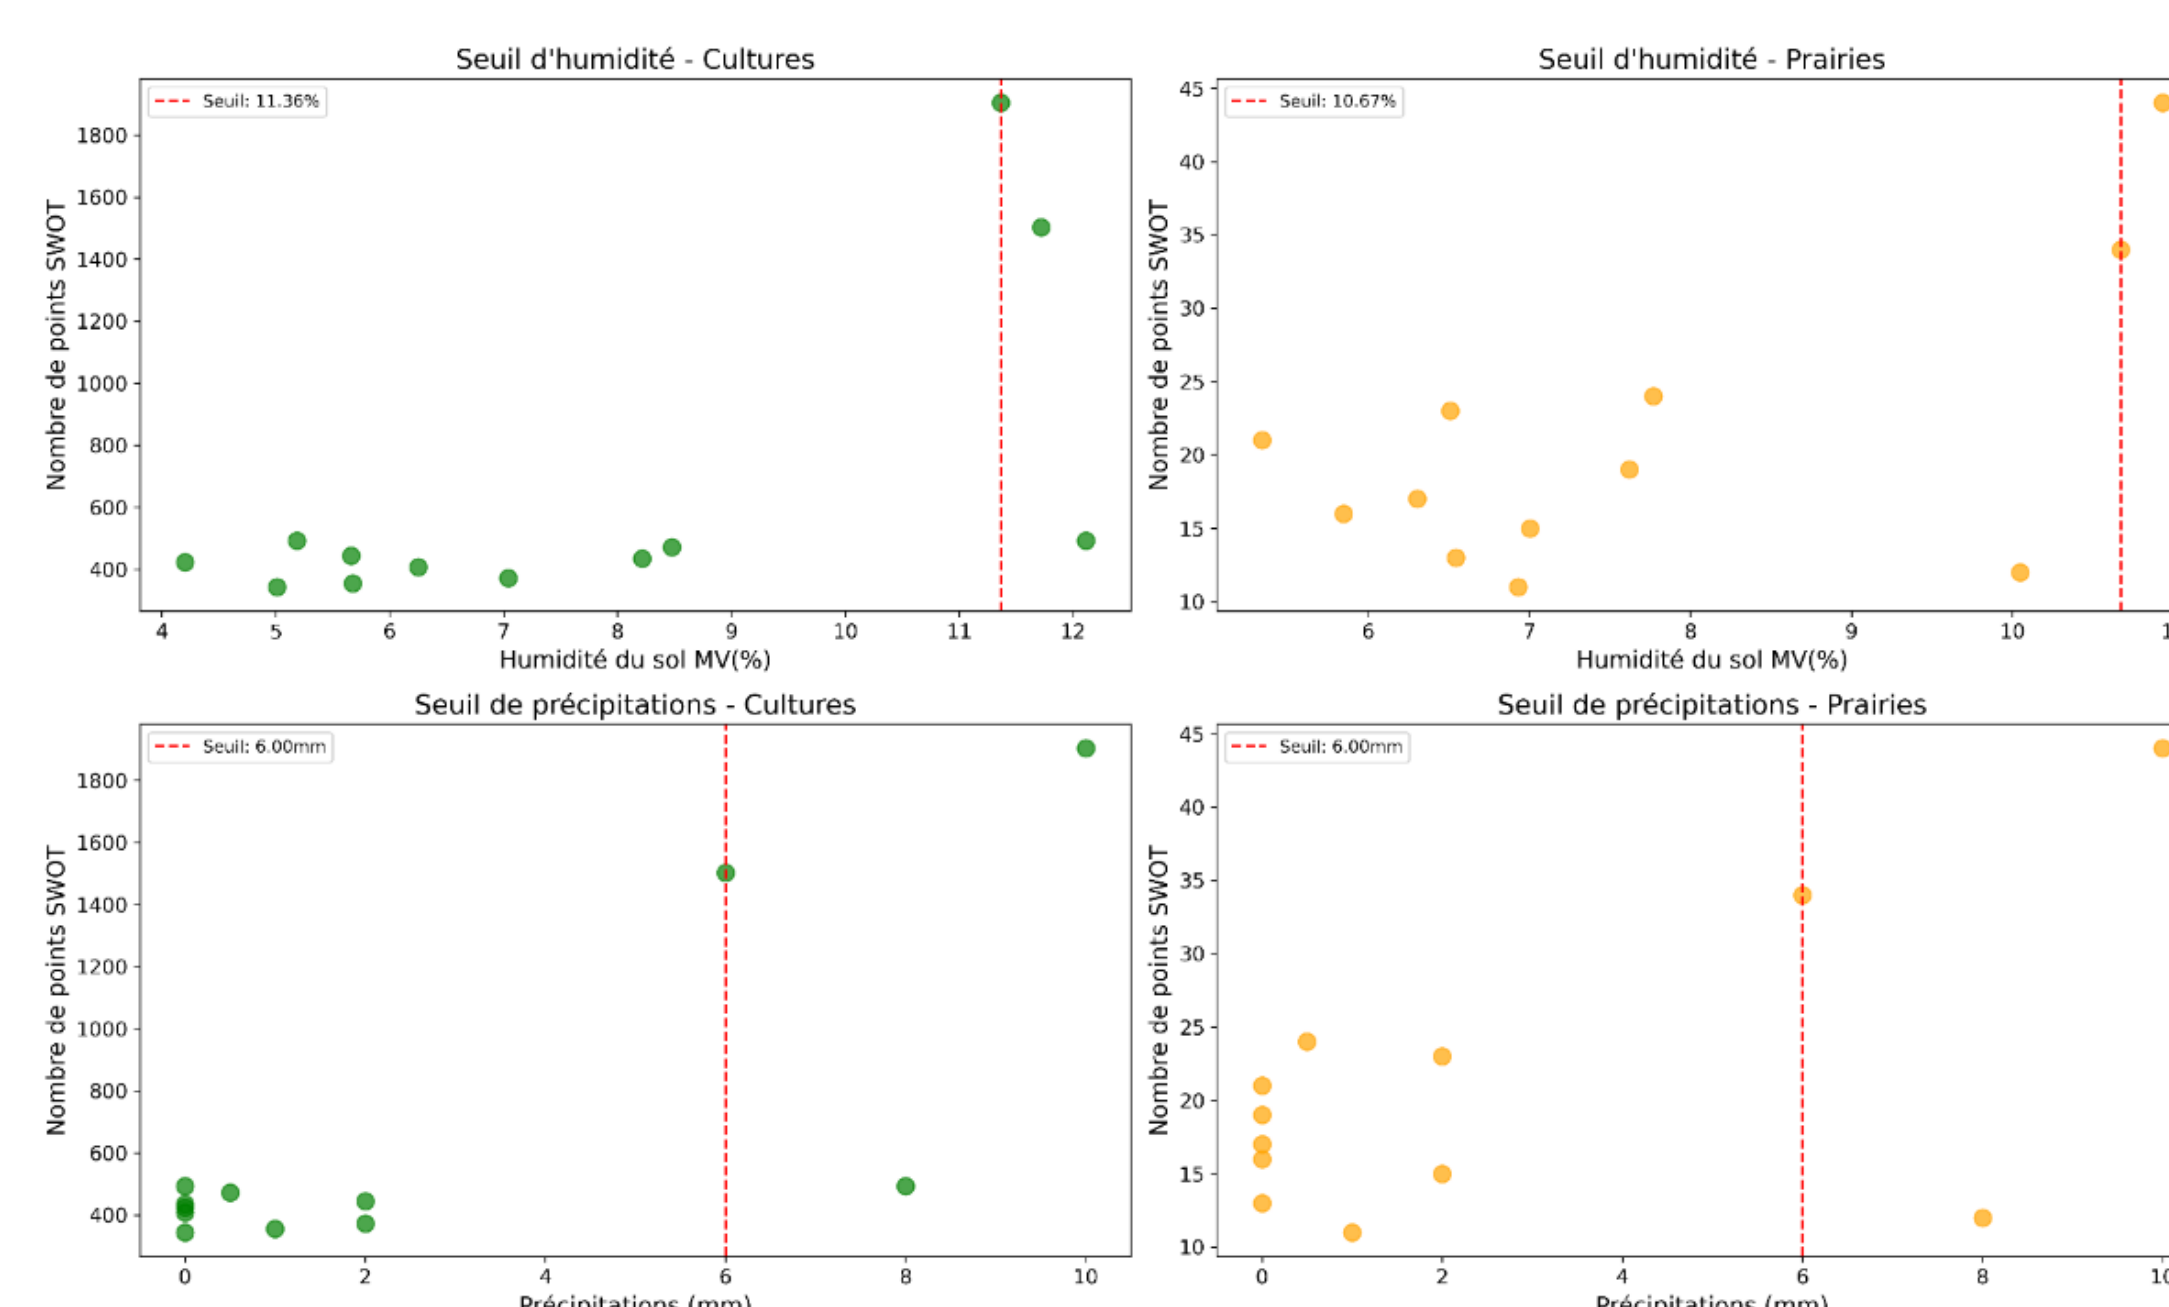 Seuil d'humidité - Cultures
Seuil: 11.36%
1800
1600
1400
1200
1000
800
600
400
Nombre de points SWOT
4 5 6 7 8 9 10 11 12
Humidité du sol MV(%)
Seuil d'humidité - Prairies
Seuil: 10.67%
45
40
35
30
25
20
15
10
Nombre de points SWOT
6 7 8 9 10
Humidité du sol MV(%)
Seuil de précipitations - Cultures
Seuil: 6.00mm
1800
1600
1400
1200
1000
800
600
400
Nombre de points SWOT
0 2 4 6 8 10
Précipitations (mm)
Seuil de précipitations - Prairies
Seuil: 6.00mm
45
40
35
30
25
20
15
10
Nombre de points SWOT
0 2 4 6 8 10
Précipitations (mm)